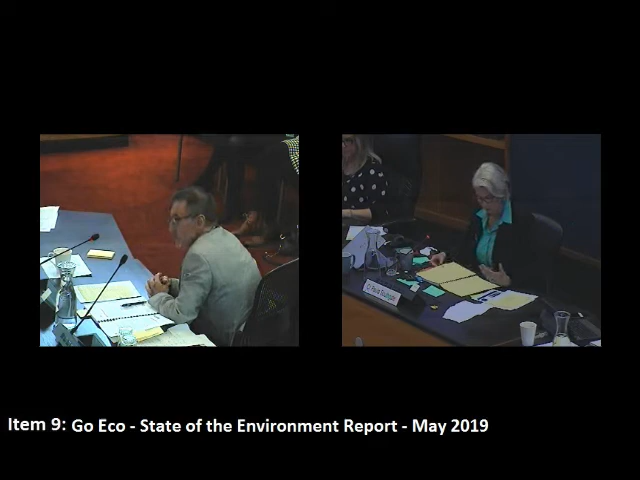 Item 9: Go Eco - State of the Environment Report - May 2019